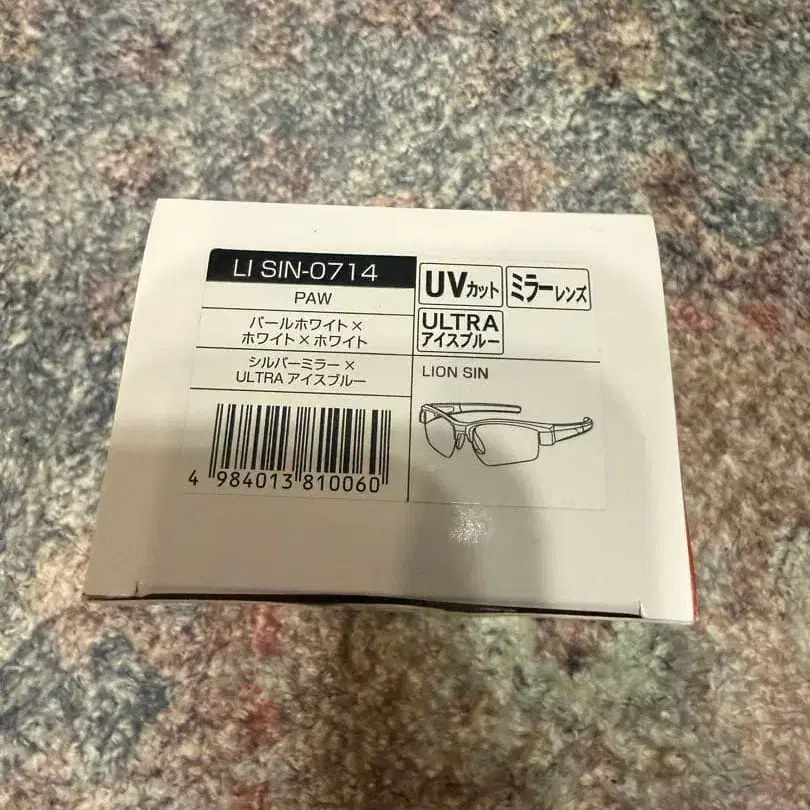 LI SIN-0714
PAW
パールホワイト×
ホワイト×ホワイト
シルバーミラー×
ULTRA アイスブルー
4 984013 810060
UVカット
ミラーレンズ
ULTRA
アイスブルー
LION SIN